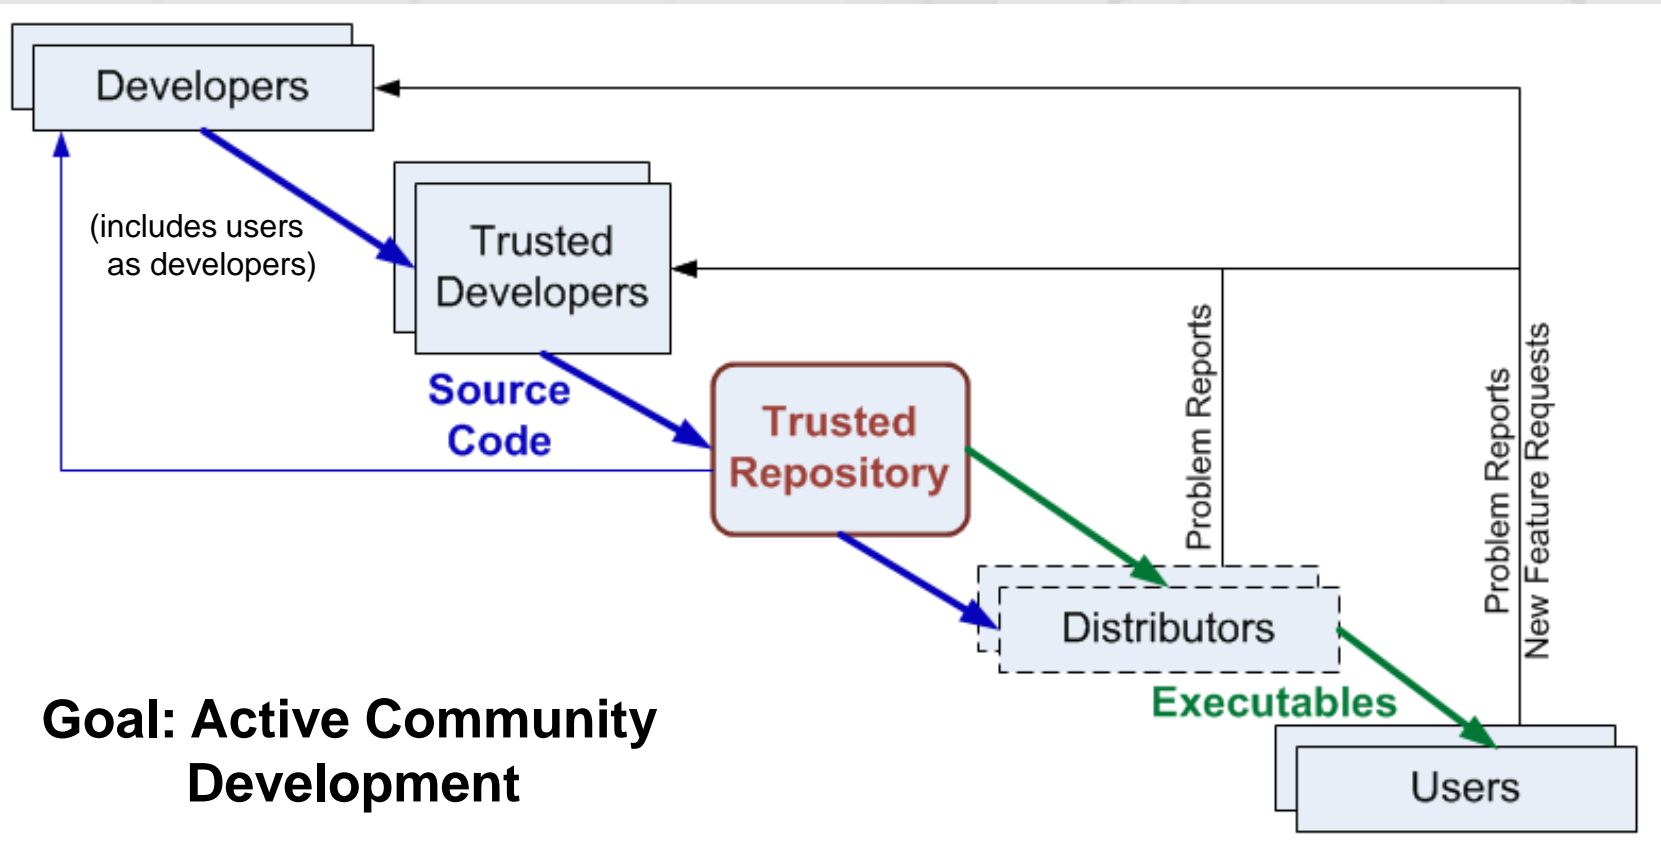 Developers
(includes users
as developers)
Trusted
Developers
Source
Code
Trusted
Repository
Problem Reports
Problem Reports
New Feature Requests
Distributors
Executables
Users
Goal: Active Community
Development